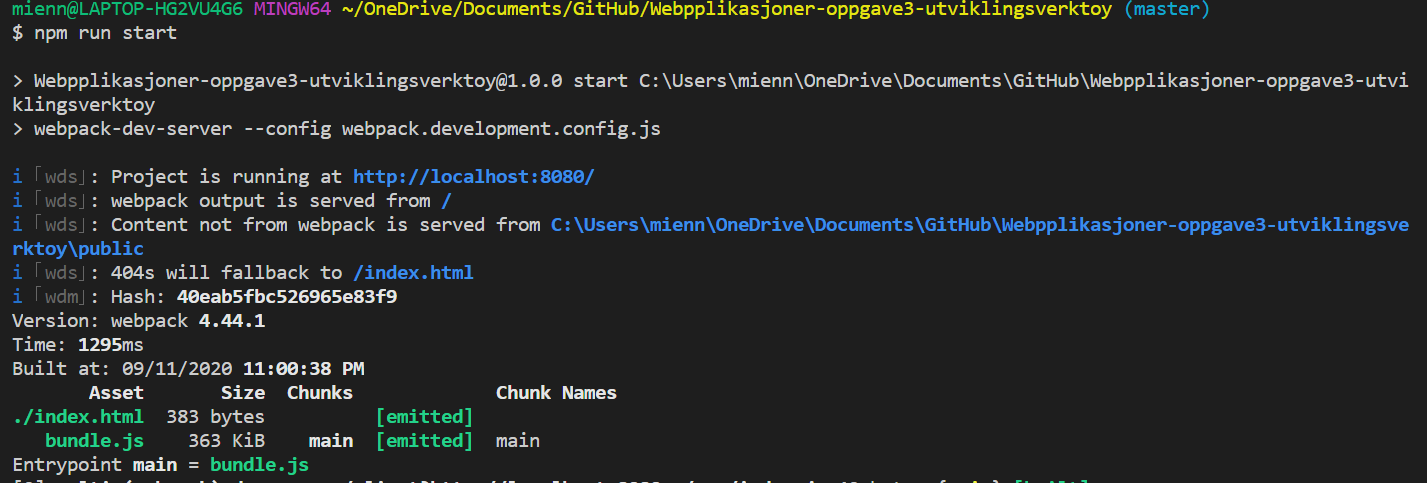 mienn@LAPTOP-HG2VU4G6 MINGW64 ~/OneDrive/Documents/GitHub/Webpplikasjoner-oppgave3-utviklingsverktoy (master)
$ npm run start
> Webpplikasjoner-oppgave3-utviklingsverktoy@1.0.0 start C:\Users\mienn\OneDrive\Documents\GitHub\Webpplikasjoner-oppgave3-utvi
klingsverktoy
> webpack-dev-server --config webpack.development.config.js
i ｢wds｣: Project is running at http://localhost:8080/
i ｢wds｣: webpack output is served from /
i ｢wds｣: Content not from webpack is served from C:\Users\mienn\OneDrive\Documents\GitHub\Webpplikasjoner-oppgave3-utviklingsve
rktoy\public
i ｢wds｣: 404s will fallback to /index.html
i ｢wdm｣: Hash: 40eab5fbc526965e83f9
Version: webpack 4.44.1
Time: 1295ms
Built at: 09/11/2020 11:00:38 PM
Asset Size Chunks Chunk Names
./index.html 383 bytes [emitted]
bundle.js 363 KiB main [emitted] main
Entrypoint main = bundle.js